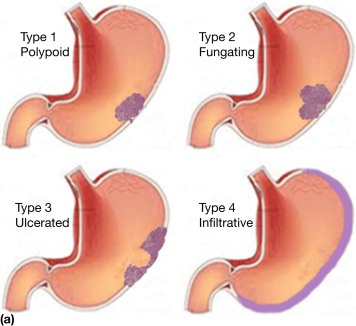 Type 1
Polypoid
Type 2
Fungating
Type 3
Ulcerated
Type 4
Infiltrative
(a)